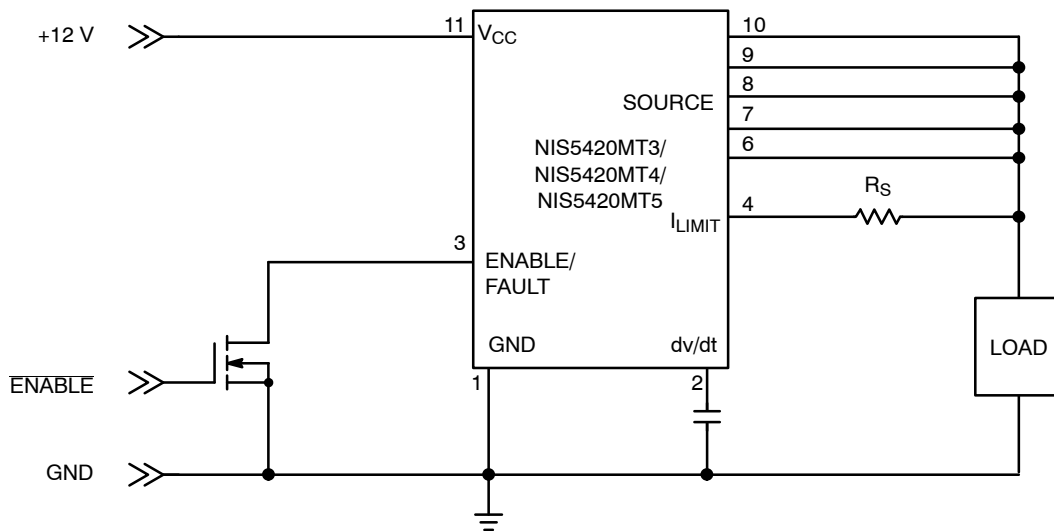 +12 V
11
V_CC
10
9
8
SOURCE
7
NIS5420MT3/
6
NIS5420MT4/
NIS5420MT5
R_S
4
I_LIMIT
3
ENABLE/
FAULT
GND
dv/dt
LOAD
ENABLE
1
2
GND